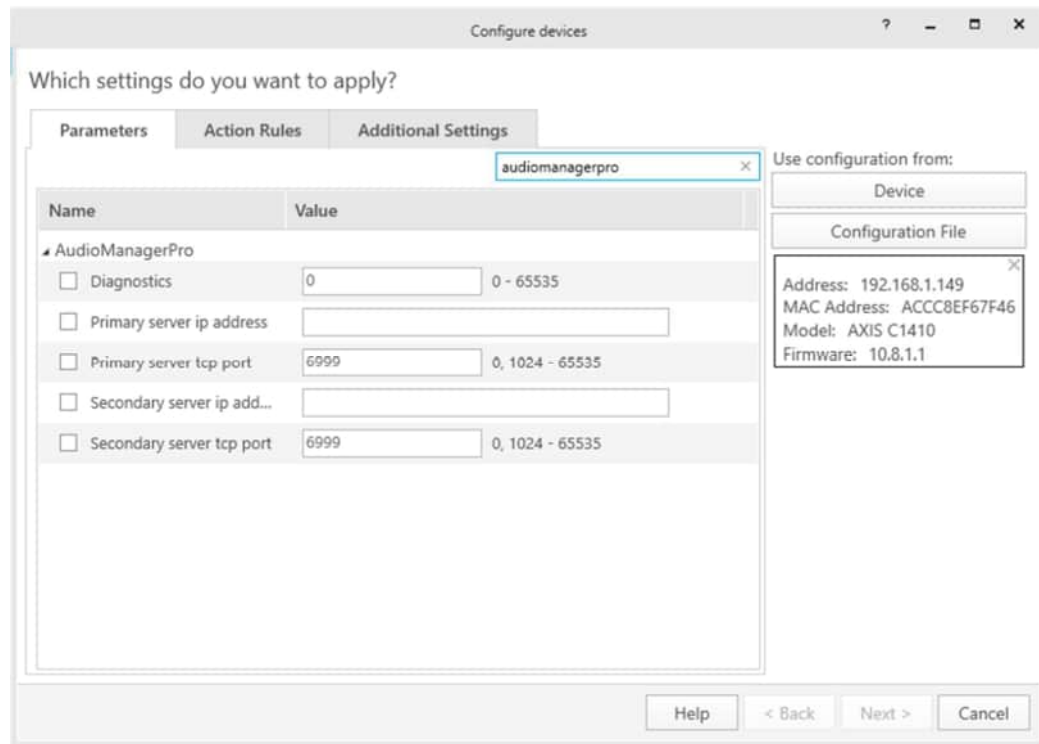 Configure devices
Which settings do you want to apply?
Parameters Action Rules Additional Settings
audiomanagerpro
Use configuration from:
Device
Configuration File
Name Value
AudioManagerPro
Diagnostics 0 0 - 65535
Primary server ip address
Primary server tcp port 6999 0, 1024 - 65535
Secondary server ip add...
Secondary server tcp port 6999 0, 1024 - 65535
Address: 192.168.1.149
MAC Address: ACCC8EF67F46
Model: AXIS C1410
Firmware: 10.8.1.1
Help < Back Next > Cancel